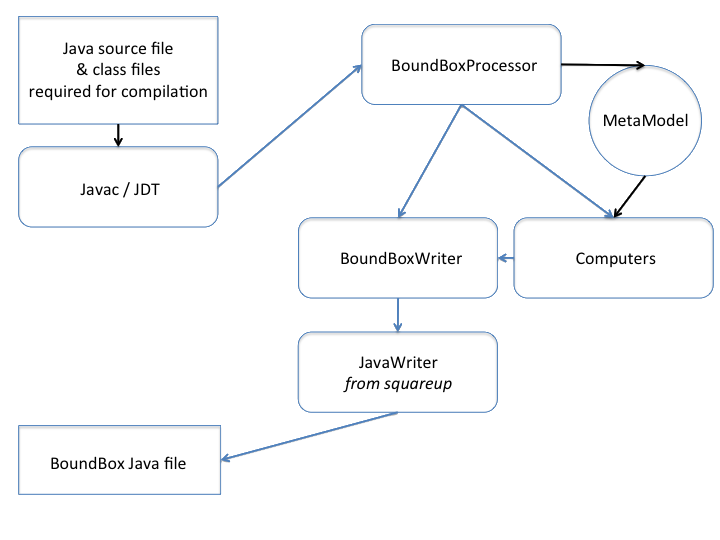 Java source file
& class files
required for compilation
BoundBoxProcessor
MetaModel
Javac / JDT
BoundBoxWriter
Computers
JavaWriter
from squareup
BoundBox Java file